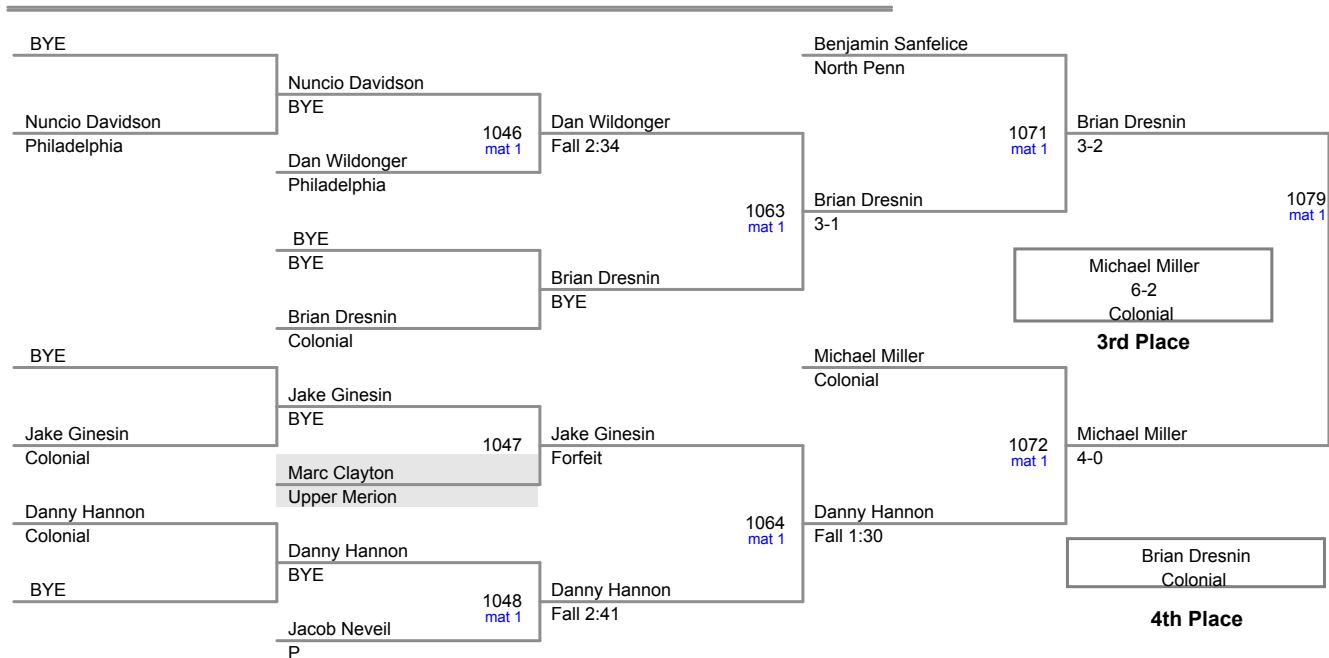 BYE
Benjamin Sanfelice
North Penn
Nuncio Davidson
BYE
Nuncio Davidson
Philadelphia
1046
mat 1
Dan Wildonger
Fall 2:34
1071
mat 1
Brian Dresnin
3-2
Dan Wildonger
Philadelphia
1063
mat 1
Brian Dresnin
3-1
1079
mat 1
BYE
BYE
Brian Dresnin
BYE
Michael Miller
6-2
Colonial
3rd Place
Brian Dresnin
Colonial
BYE
Michael Miller
Colonial
Jake Ginesin
BYE
Jake Ginesin
Colonial
1047
Jake Ginesin
Forfeit
1072
mat 1
Michael Miller
4-0
Marc Clayton
Upper Merion
Danny Hannon
Colonial
1064
mat 1
Danny Hannon
Fall 1:30
Danny Hannon
BYE
Brian Dresnin
Colonial
4th Place
BYE
1048
mat 1
Danny Hannon
Fall 2:41
Jacob Neveil
P